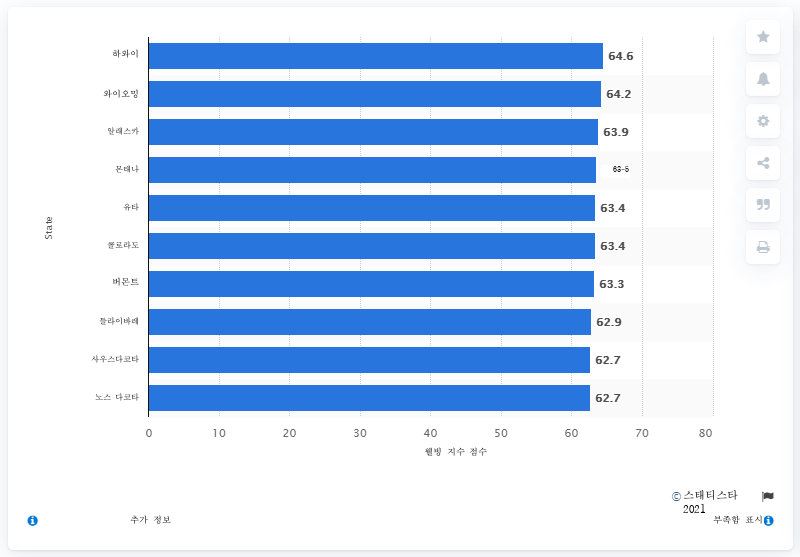 하와이
64.6
와이오밍
64.2
알래스카
63.9
몬태나
63-5
유타
63.4
콜로라도
63.4
버몬트
63.3
들라이바레
62.9
사우스다코타
62.7
노스 다코타
62.7
State
0 10 20 30 40 50 60 70 80
웰빙 지수 점수
© 스태티스타 2021
추가 정보
부족함 표시